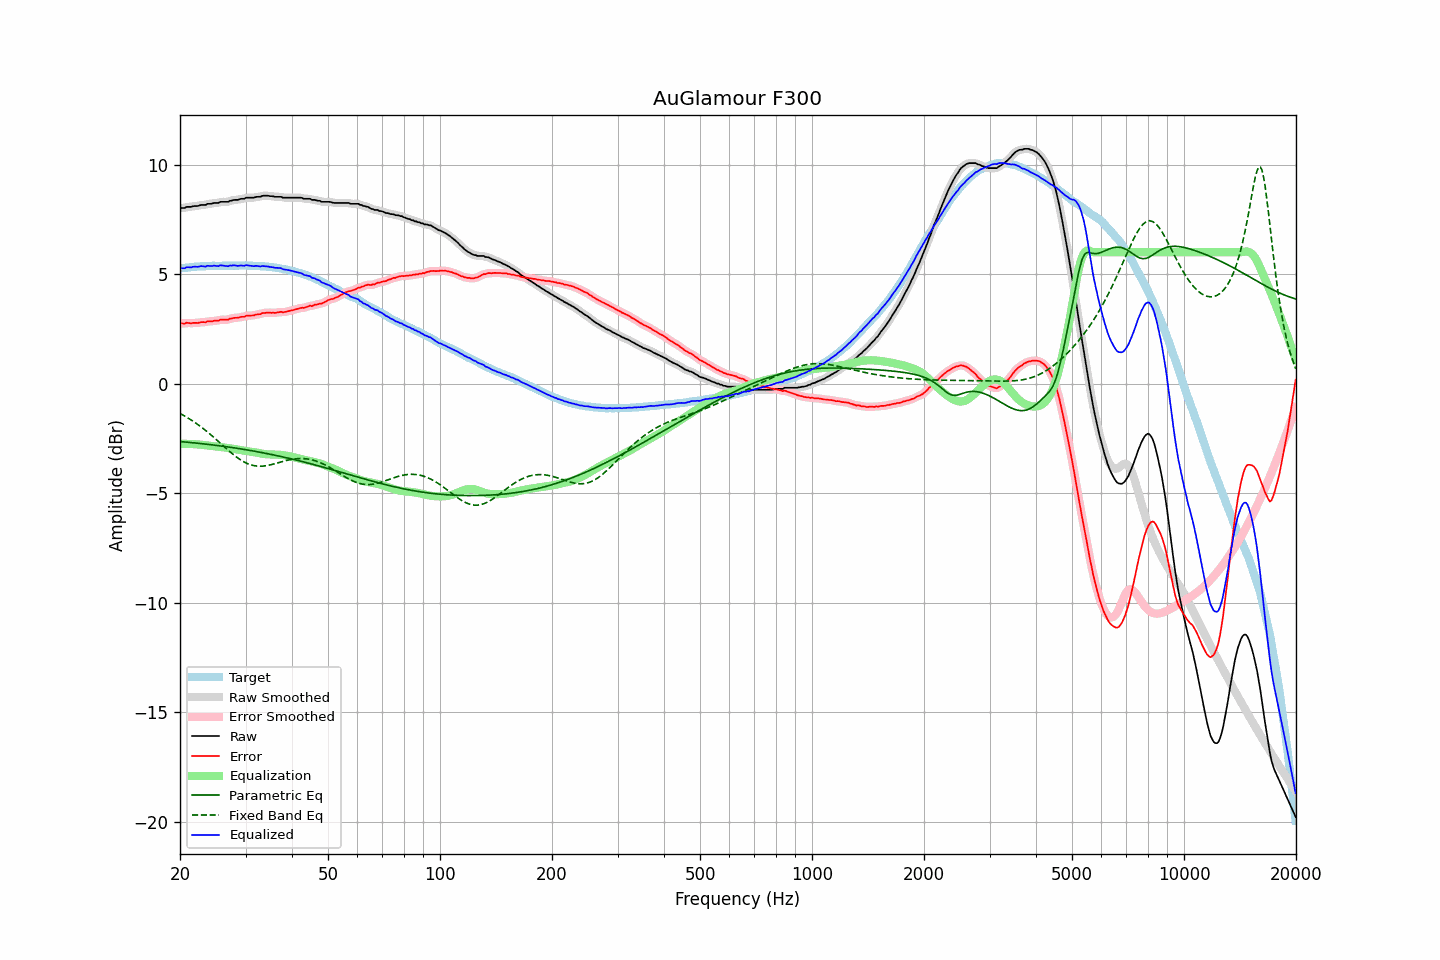 AuGlamour F300
Amplitude (dBr)
10
5
0
−5
−10
−15
−20
Target
Raw Smoothed
Error Smoothed
Raw
Error
Equalization
Parametric Eq
Fixed Band Eq
Equalized
20 50 100 200 500 1000 2000 5000 10000 20000
Frequency (Hz)